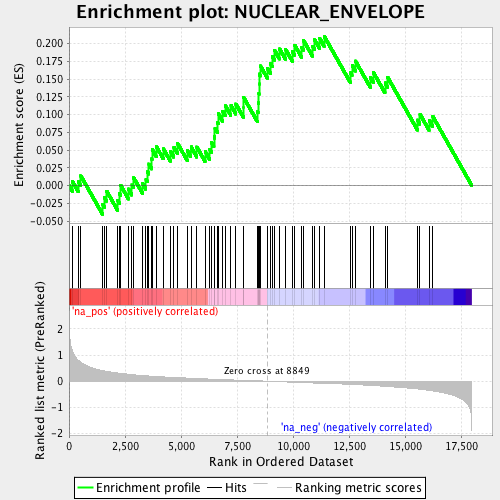 Enrichment plot: NUCLEAR_ENVELOPE
Enrichment score (ES)
0.200
0.175
0.150
0.125
0.100
0.075
0.050
0.025
0.000
-0.025
-0.050
'na_pos' (positively correlated)
Ranked list metric (PreRanked)
2
1
0
-1
-2
Zero cross at 8849
'na_neg' (negatively correlated)
0
2,500
5,000
7,500
10,000
12,500
15,000
17,500
Rank in Ordered Dataset
Enrichment profile
Hits
Ranking metric scores